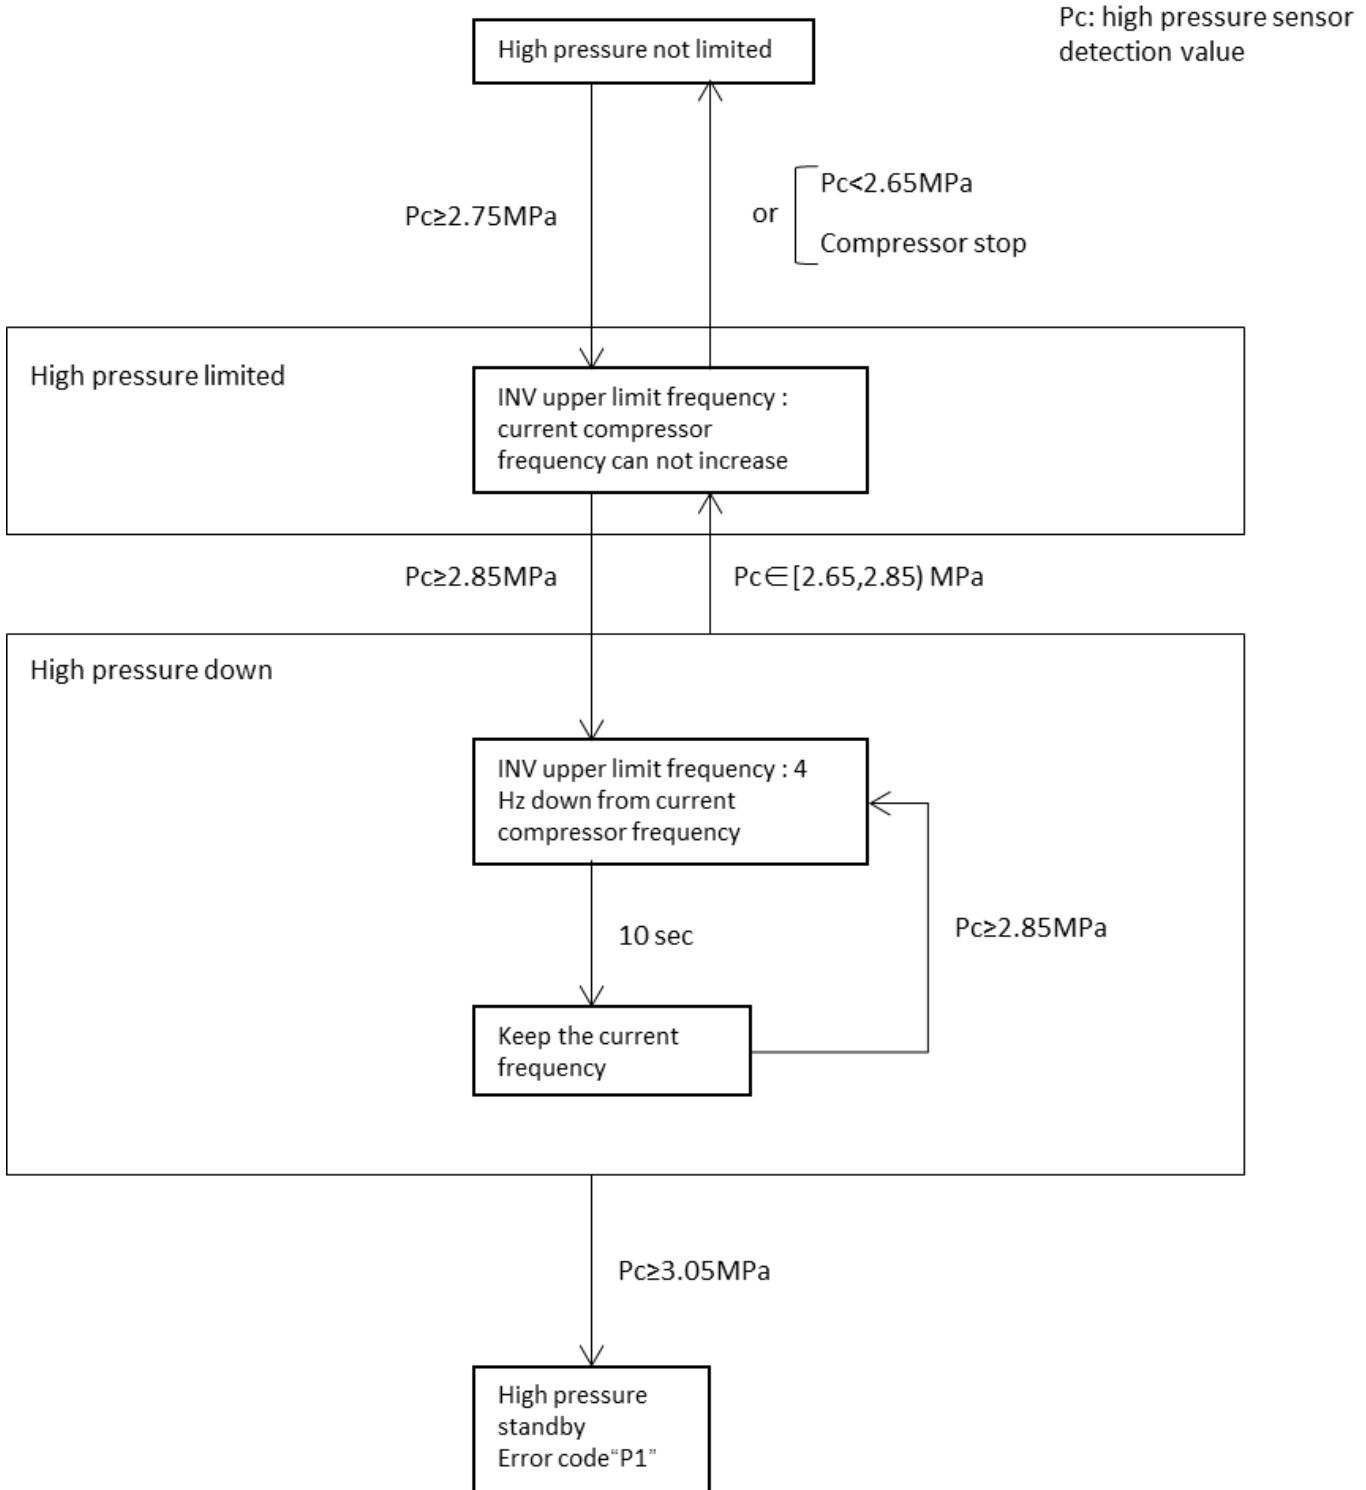 Pc: high pressure sensor
detection value
High pressure not limited
Pc≥2.75MPa
or
Pc<2.65MPa
Compressor stop
High pressure limited
INV upper limit frequency :
current compressor
frequency can not increase
Pc≥2.85MPa
Pc∈[2.65,2.85) MPa
High pressure down
INV upper limit frequency : 4
Hz down from current
compressor frequency
10 sec
Pc≥2.85MPa
Keep the current
frequency
Pc≥3.05MPa
High pressure
standby
Error code“P1”